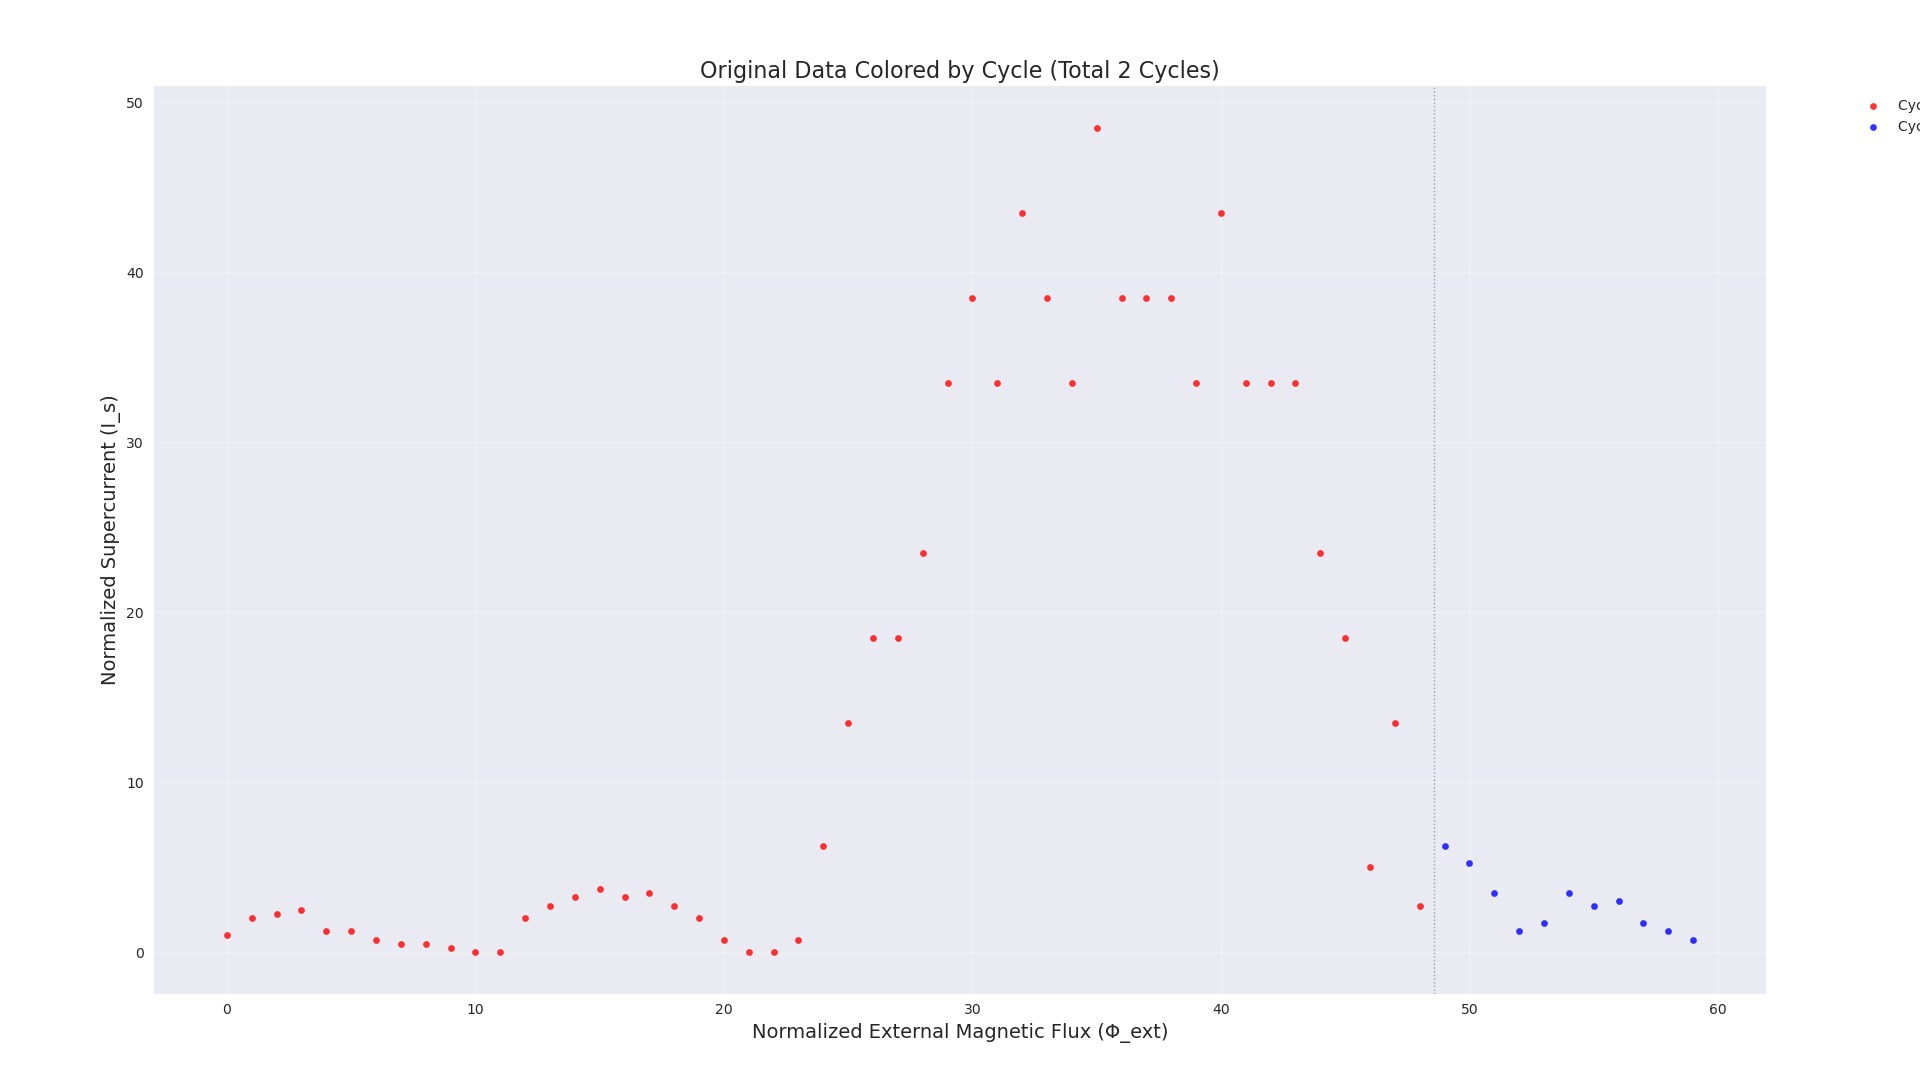 Original Data Colored by Cycle (Total 2 Cycles)
50
40
30
20
10
0
Normalized Supercurrent (I_s)
0 10 20 30 40 50 60
Normalized External Magnetic Flux (Φ_ext)
Cyc
Cyc